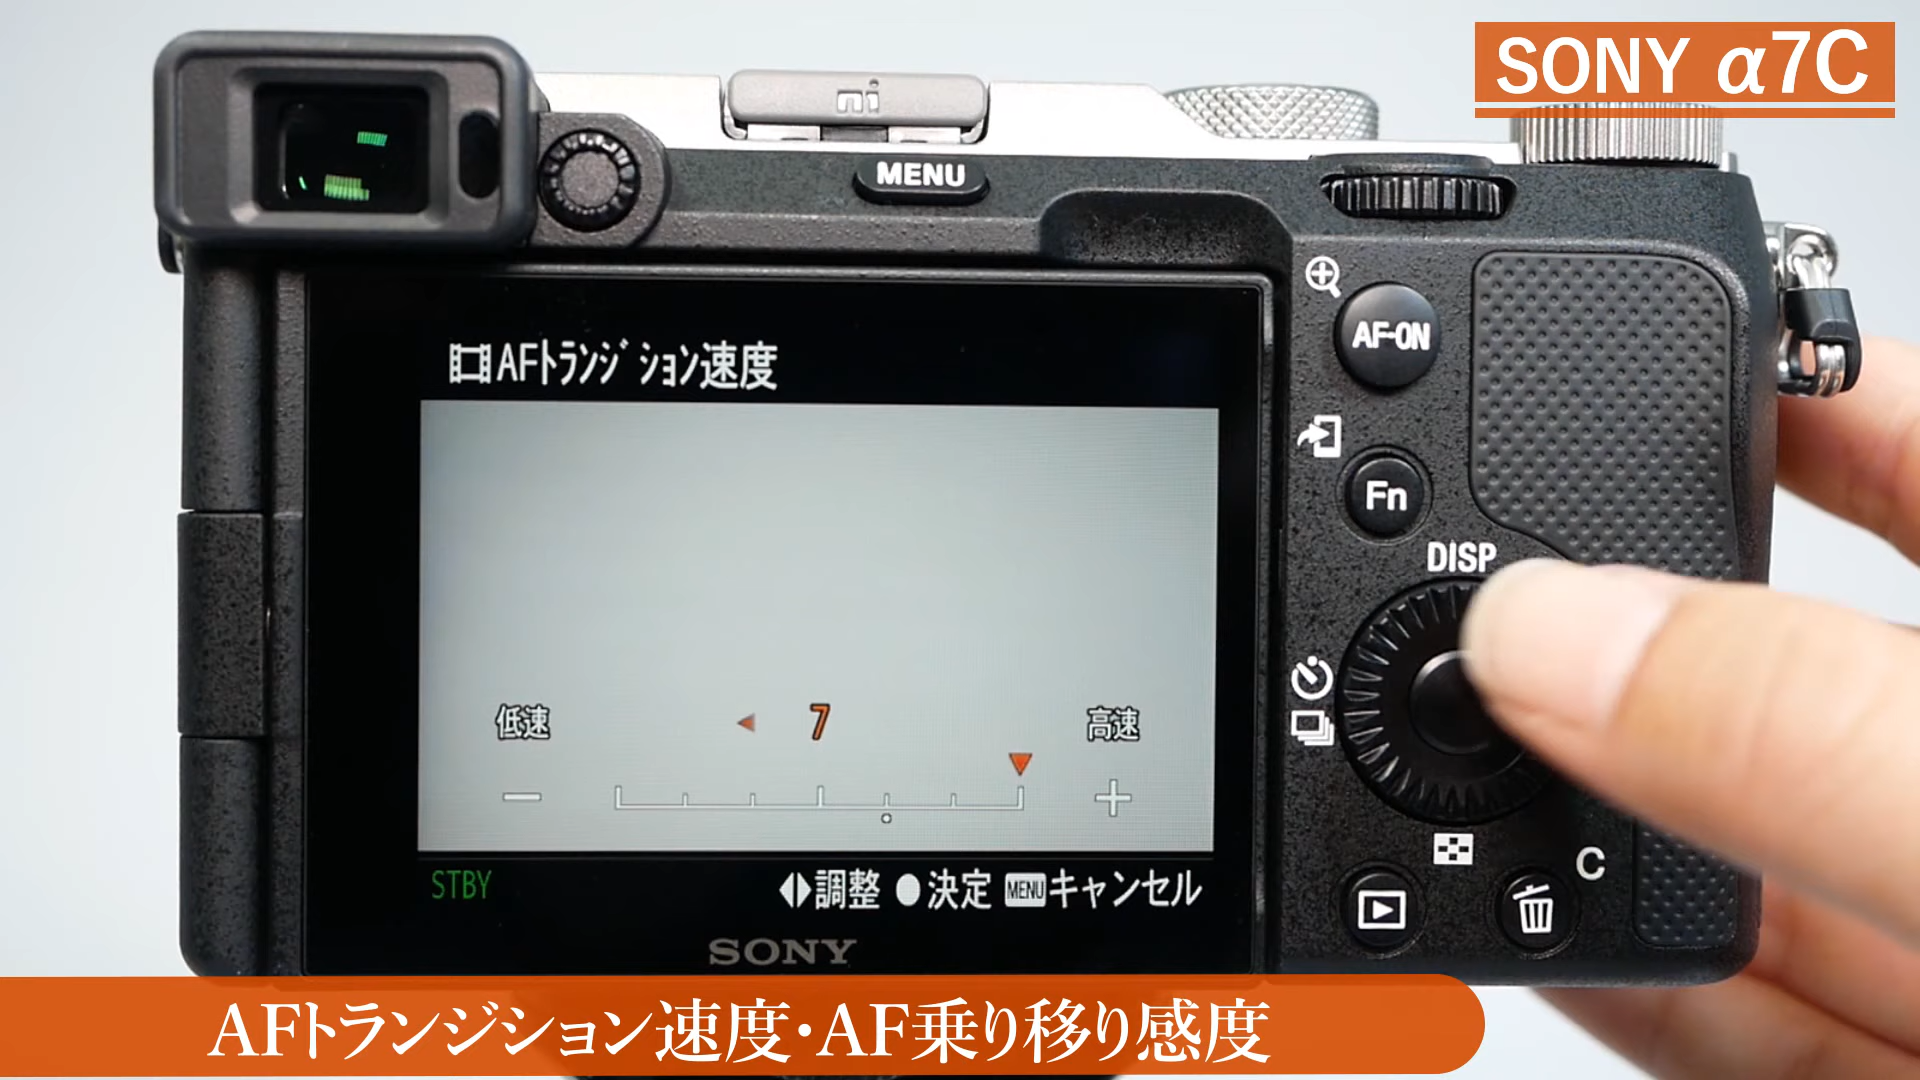 SONY α7C
MENU
AF-ON
AFトランジション速度
Fn
DISP
低速
7
高速
STBY
調整 決定 MENU キャンセル
C
SONY
AFトランジション速度・AF乗り移り感度